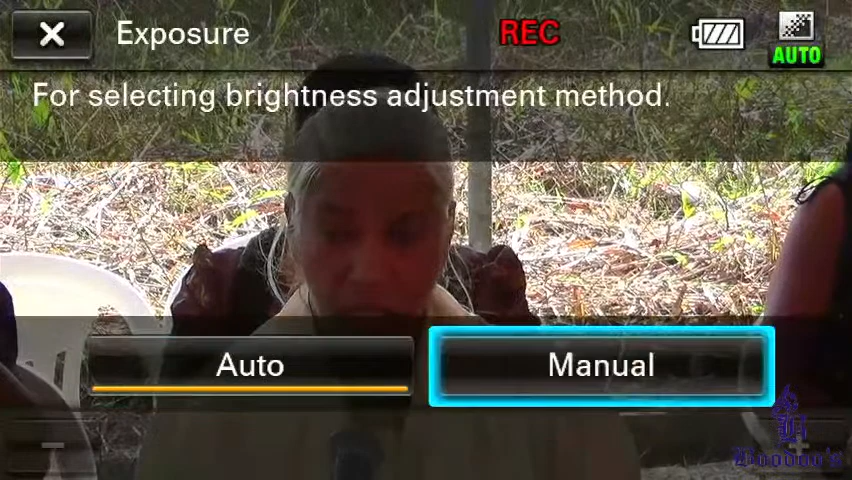 Exposure
REC
AUTO
For selecting brightness adjustment method.
Auto
Manual